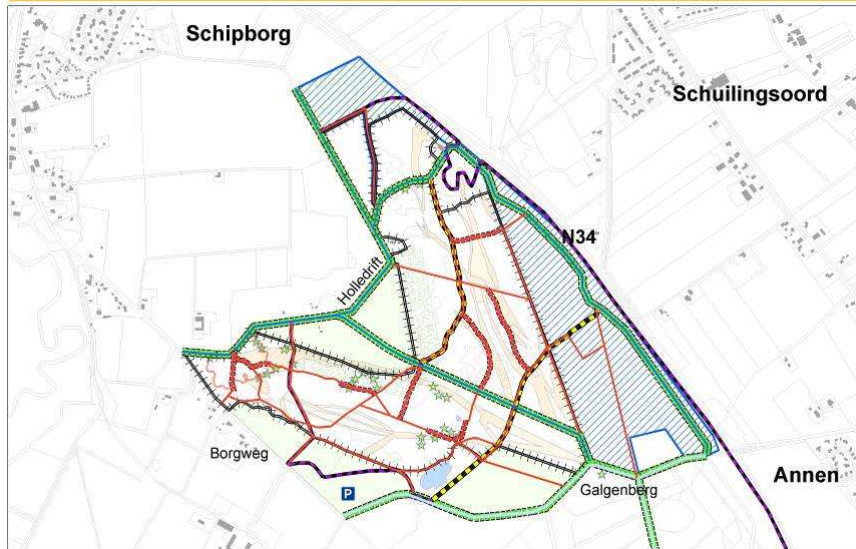 Schipborg
Schuilingsoord
N34
Holledrift
Borgweg
P
Galgenberg
Annen